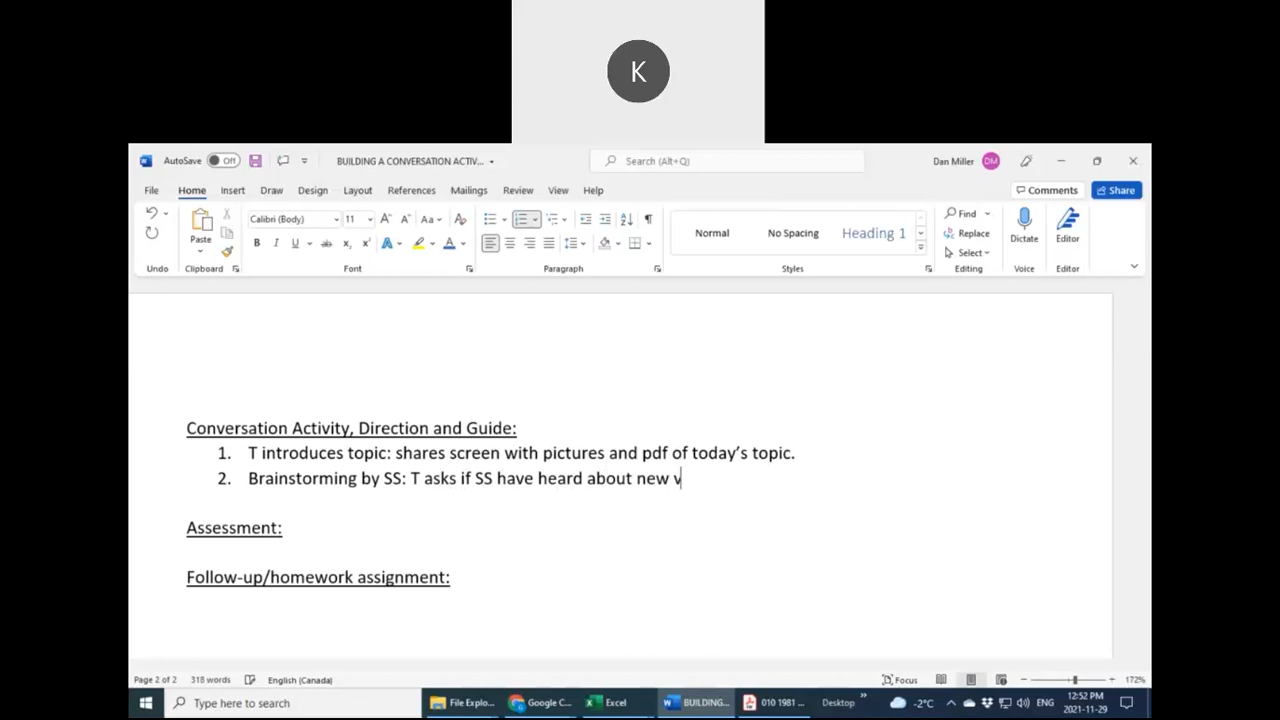 K
AutoSave Off BUILDING A CONVERSATION ACTIV... Search (Alt+Q) Dan Miller DM
File Home Insert Draw Design Layout References Mailings Review View Help Comments Share
Calibri (Body) 11 Aa Normal No Spacing Heading 1 Find
Replace
Select
Paste Dictate Editor
Undo Clipboard Font Paragraph Styles Editing Voice Editor
Conversation Activity, Direction and Guide:
1. T introduces topic: shares screen with pictures and pdf of today's topic.
2. Brainstorming by SS: T asks if SS have heard about new v
Assessment:
Follow-up/homework assignment:
Page 2 of 2 318 words English (Canada) Focus 172%
Type here to search File Explo... Google C... Excel BUILDING... 010 1981 ... Desktop -2°C ENG 12:52 PM
2021-11-29